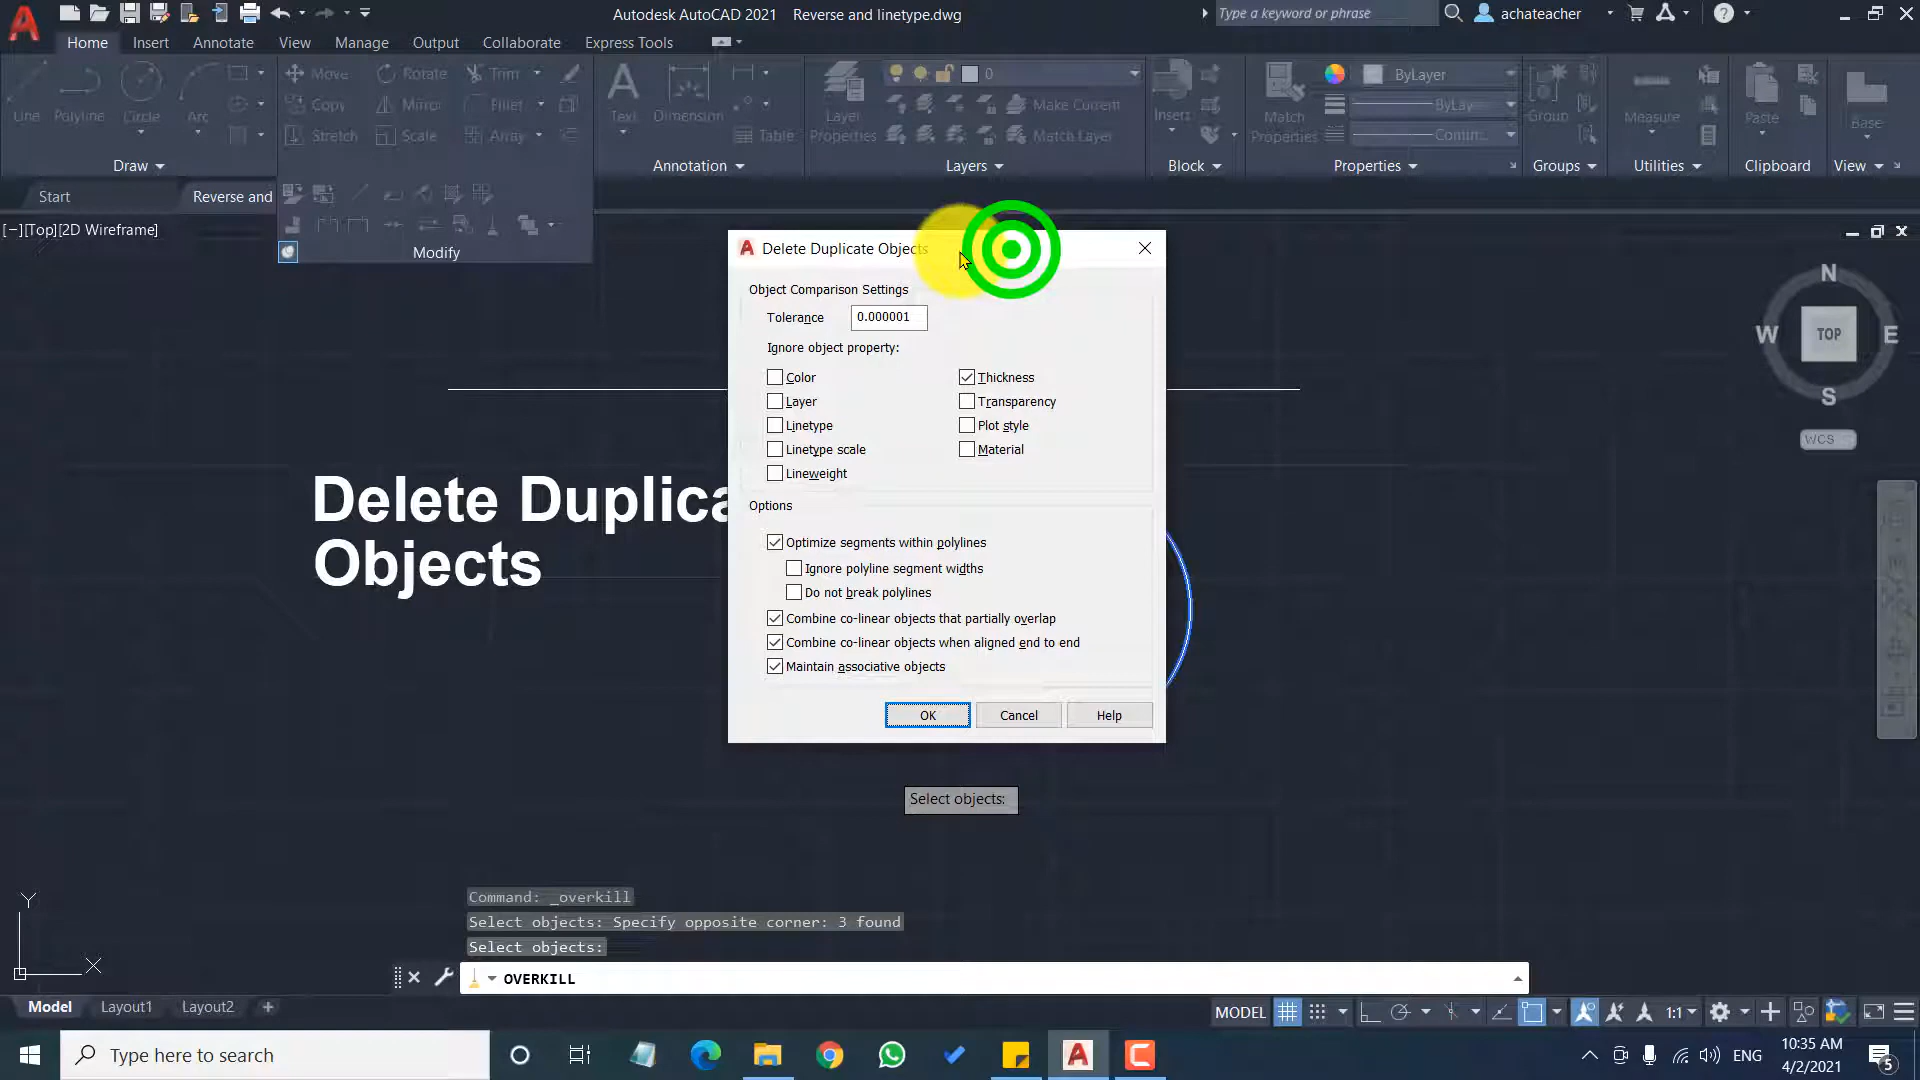 Autodesk AutoCAD 2021 Reverse and linetype.dwg
Type a keyword or phrase
achateacher
Home Insert Annotate View Manage Output Collaborate Express Tools
Line Polyline Circle Arc
Move Rotate Trim
Copy Mirror Fillet
Stretch Scale Array
Text Dimension Table
Layer Properties
0
Make Current
Match Layer
Insert
Match Properties
ByLayer
ByLay
Group
Measure
Paste
Base
Draw Modify Annotation Layers Block Properties Groups Utilities Clipboard View
Start Reverse and
[−][Top][2D Wireframe]
N
W TOP E
S
WCS
Delete Duplica
Objects
Delete Duplicate Objects
Object Comparison Settings
Tolerance 0.000001
Ignore object property:
Color Thickness
Layer Transparency
Linetype Plot style
Linetype scale Material
Lineweight
Options
Optimize segments within polylines
Ignore polyline segment widths
Do not break polylines
Combine co-linear objects that partially overlap
Combine co-linear objects when aligned end to end
Maintain associative objects
OK Cancel Help
Select objects:
Command: _overkill
Select objects: Specify opposite corner: 3 found
Select objects:
OVERKILL
Y
X
Model Layout1 Layout2 +
MODEL 1:1
Type here to search
ENG
10:35 AM
4/2/2021
5